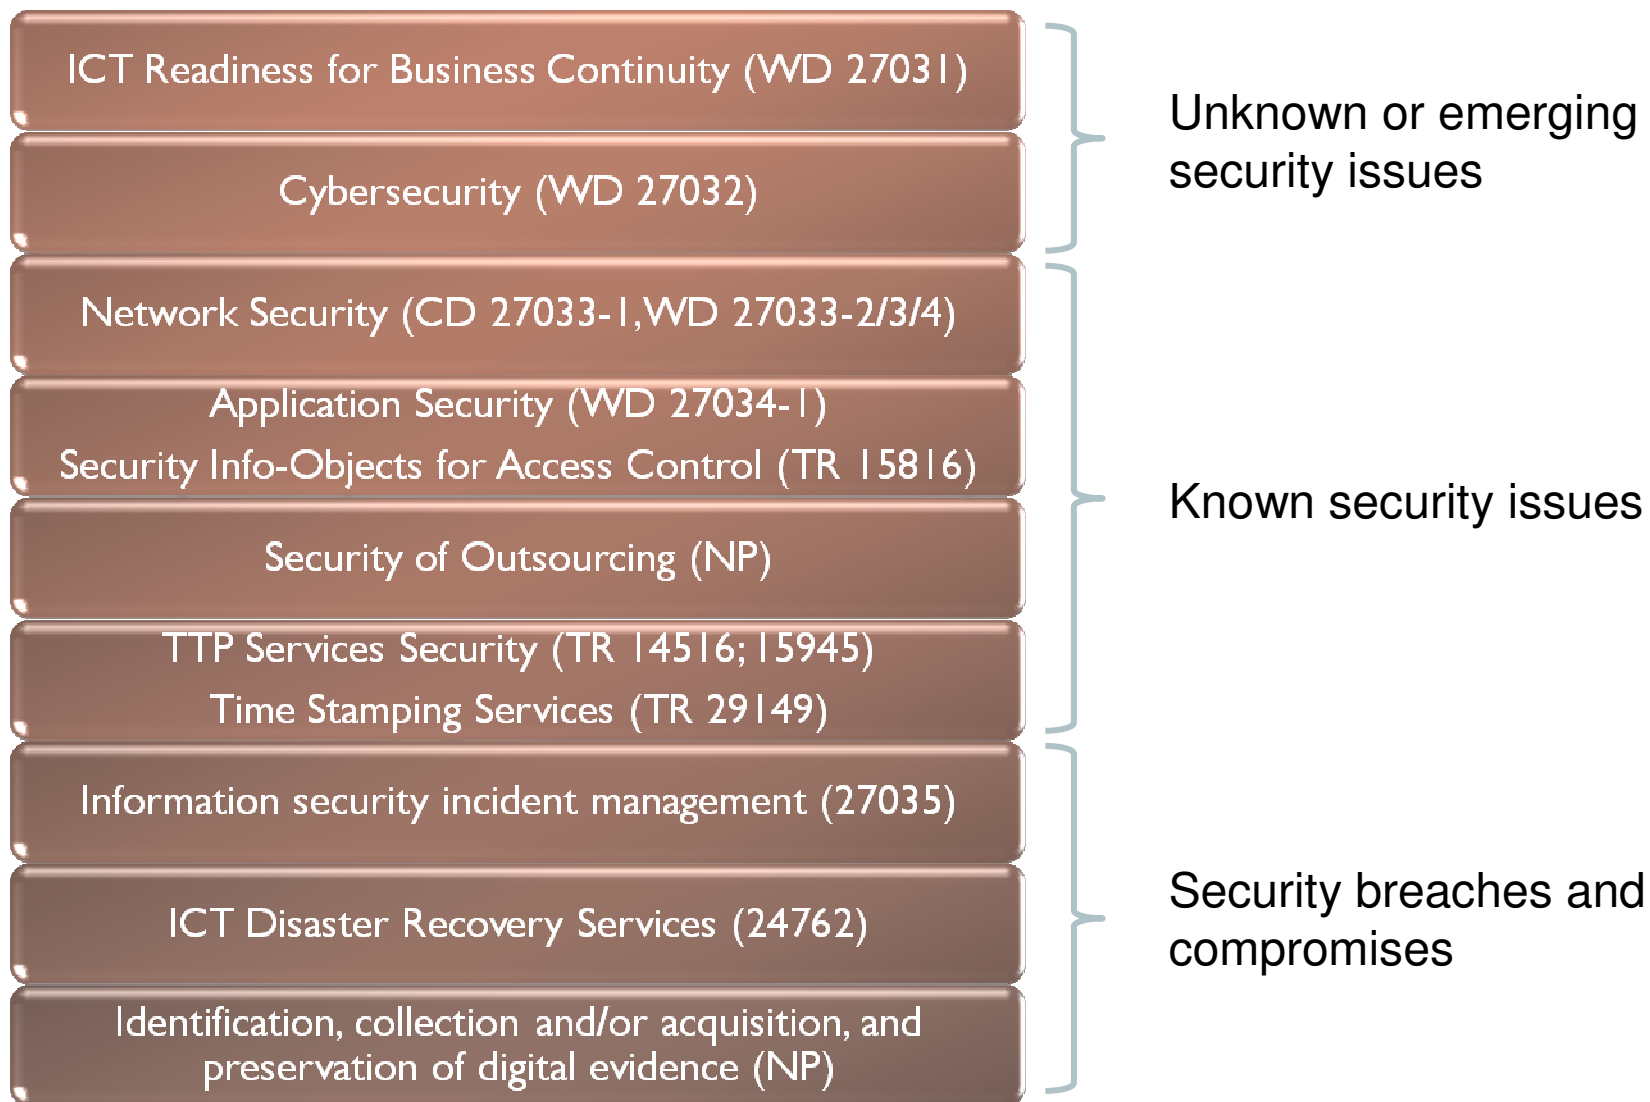 ICT Readiness for Business Continuity (WD 27031)
Cybersecurity (WD 27032)
Unknown or emerging
security issues
Network Security (CD 27033-1, WD 27033-2/3/4)
Application Security (WD 27034-1)
Security Info-Objects for Access Control (TR 15816)
Security of Outsourcing (NP)
TTP Services Security (TR 14516; 15945)
Time Stamping Services (TR 29149)
Known security issues
Information security incident management (27035)
ICT Disaster Recovery Services (24762)
Identification, collection and/or acquisition, and
preservation of digital evidence (NP)
Security breaches and
compromises